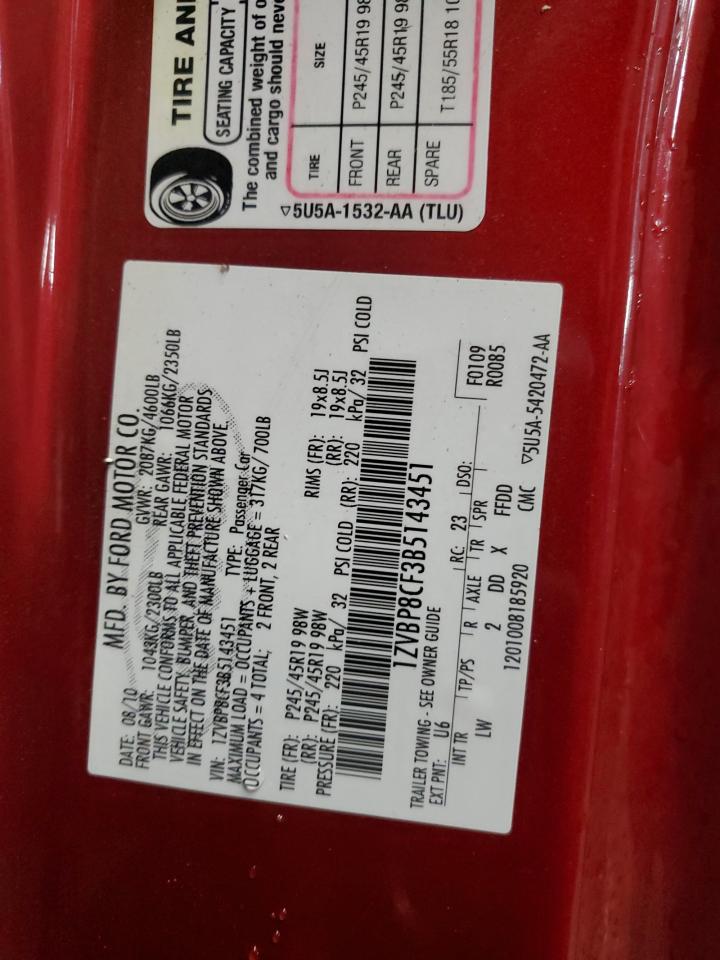 TIRE AN
SEATING CAPACITY
The combined weight of o
and cargo should neve
TIRE SIZE
FRONT P245/45R19 98
REAR P245/45R19 98
SPARE T185/55R18 10
▽5U5A-1532-AA (TLU)
MFD. BY FORD MOTOR CO.
DATE: 08/10 GVWR: 2087KG/4600LB
FRONT GAWR: 1043KG/2300LB REAR GAWR: 1066KG/2350LB
THIS VEHICLE CONFORMS TO ALL APPLICABLE FEDERAL MOTOR
VEHICLE SAFETY, BUMPER, AND THEFT PREVENTION STANDARDS
IN EFFECT ON THE DATE OF MANUFACTURE SHOWN ABOVE.
VIN: 1ZVBP8CF3B5143451 TYPE: Passenger Car
MAXIMUM LOAD = OCCUPANTS + LUGGAGE = 317KG/700LB
OCCUPANTS = 4 TOTAL; 2 FRONT, 2 REAR
TIRE (FR): P245/45R19 98W RIMS (FR): 19x8.5J
(RR): P245/45R19 98W (RR): 19x8.5J
PRESSURE (FR): 220 kPa/ 32 PSI COLD (RR): 220 kPa/ 32 PSI COLD
1ZVBP8CF3B5143451
TRAILER TOWING - SEE OWNER GUIDE
EXT PNT: U6 RC: 23 DSO: F0109
R0085
INT TR TP/PS R AXLE TR SPR
LW 2 DD X FFDD
CMC ▽5U5A-5420472-AA
1201008185920